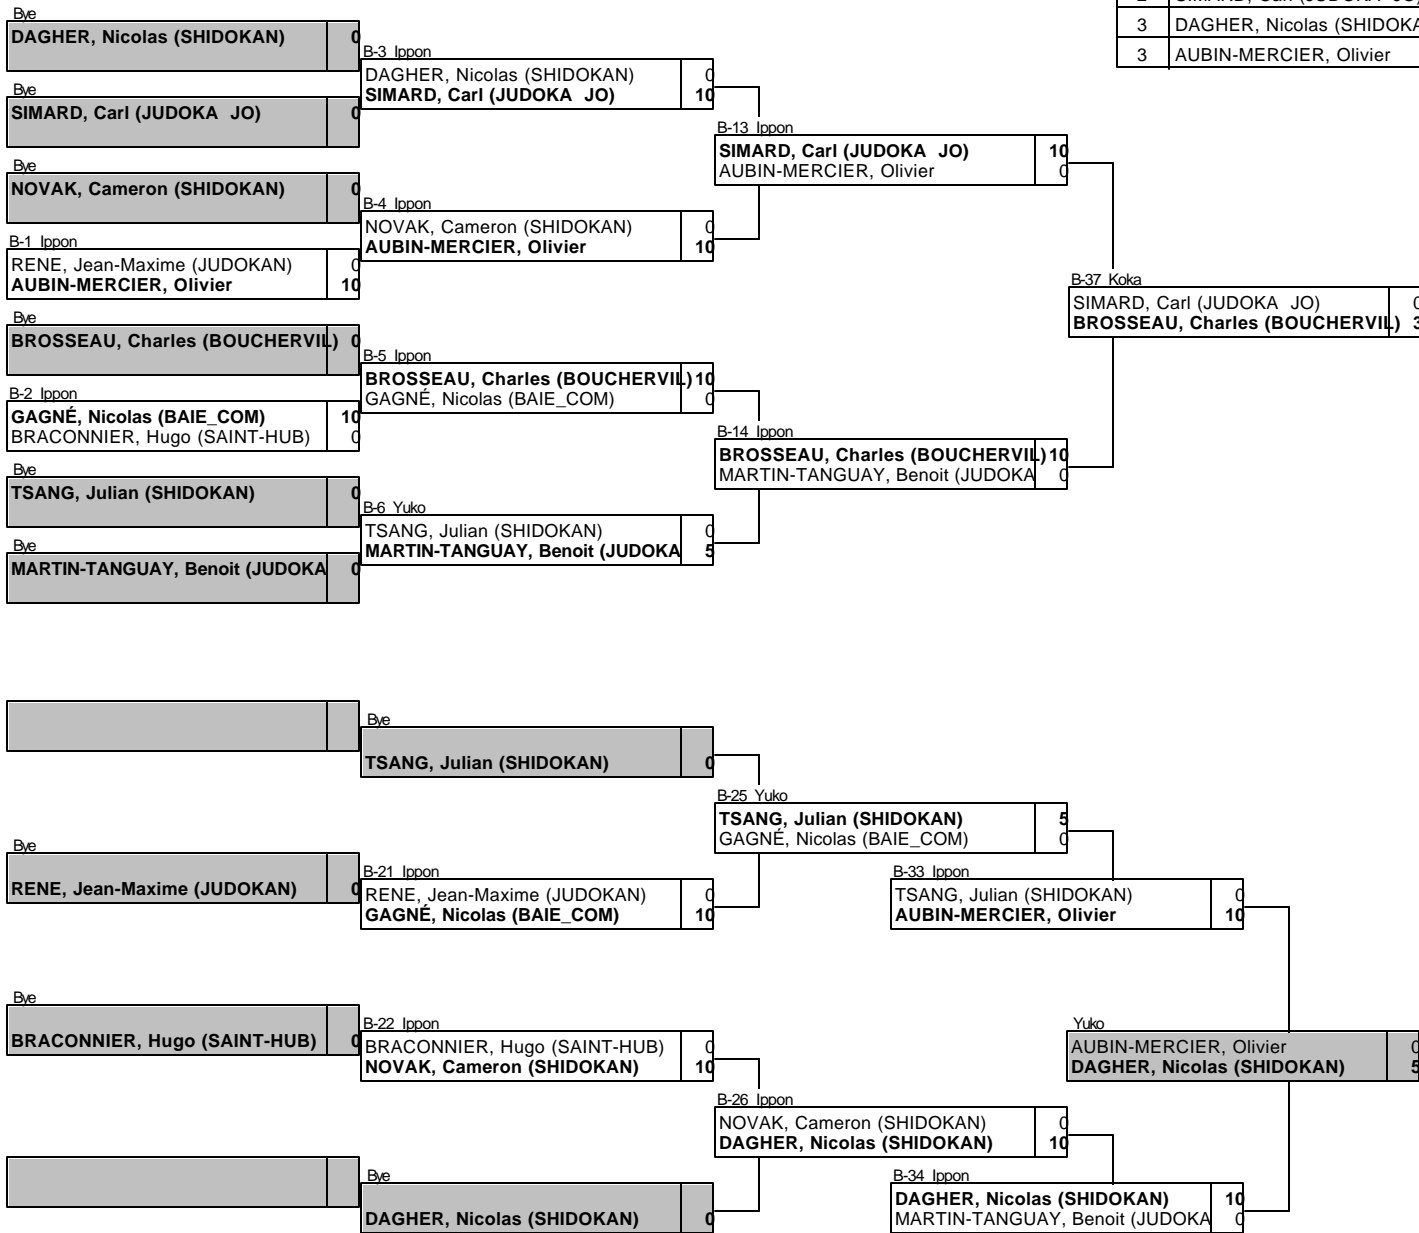 2 SIMARD, Carl (JUDOKA JO)
3 DAGHER, Nicolas (SHIDOKA
3 AUBIN-MERCIER, Olivier
Bye
DAGHER, Nicolas (SHIDOKAN) 0
Bye
SIMARD, Carl (JUDOKA JO) 0
Bye
NOVAK, Cameron (SHIDOKAN) 0
B-1 Ippon
RENE, Jean-Maxime (JUDOKAN) 0
AUBIN-MERCIER, Olivier 10
Bye
BROSSEAU, Charles (BOUCHERVIL) 0
B-2 Ippon
GAGNÉ, Nicolas (BAIE_COM) 10
BRACONNIER, Hugo (SAINT-HUB) 0
Bye
TSANG, Julian (SHIDOKAN) 0
Bye
MARTIN-TANGUAY, Benoit (JUDOKA 0
B-3 Ippon
DAGHER, Nicolas (SHIDOKAN) 0
SIMARD, Carl (JUDOKA JO) 10
B-4 Ippon
NOVAK, Cameron (SHIDOKAN) 0
AUBIN-MERCIER, Olivier 10
B-5 Ippon
BROSSEAU, Charles (BOUCHERVIL) 10
GAGNÉ, Nicolas (BAIE_COM) 0
B-6 Yuko
TSANG, Julian (SHIDOKAN) 0
MARTIN-TANGUAY, Benoit (JUDOKA 5
B-13 Ippon
SIMARD, Carl (JUDOKA JO) 10
AUBIN-MERCIER, Olivier 0
B-14 Ippon
BROSSEAU, Charles (BOUCHERVIL) 10
MARTIN-TANGUAY, Benoit (JUDOKA 0
B-37 Koka
SIMARD, Carl (JUDOKA JO) 0
BROSSEAU, Charles (BOUCHERVIL) 3
Bye
TSANG, Julian (SHIDOKAN) 0
Bye
RENE, Jean-Maxime (JUDOKAN) 0
B-21 Ippon
RENE, Jean-Maxime (JUDOKAN) 0
GAGNÉ, Nicolas (BAIE_COM) 10
B-25 Yuko
TSANG, Julian (SHIDOKAN) 5
GAGNÉ, Nicolas (BAIE_COM) 0
B-33 Ippon
TSANG, Julian (SHIDOKAN) 0
AUBIN-MERCIER, Olivier 10
Bye
BRACONNIER, Hugo (SAINT-HUB) 0
B-22 Ippon
BRACONNIER, Hugo (SAINT-HUB) 0
NOVAK, Cameron (SHIDOKAN) 10
B-26 Ippon
NOVAK, Cameron (SHIDOKAN) 0
DAGHER, Nicolas (SHIDOKAN) 10
Bye
DAGHER, Nicolas (SHIDOKAN) 0
B-34 Ippon
DAGHER, Nicolas (SHIDOKAN) 10
MARTIN-TANGUAY, Benoit (JUDOKA 0
Yuko
AUBIN-MERCIER, Olivier 0
DAGHER, Nicolas (SHIDOKAN) 5